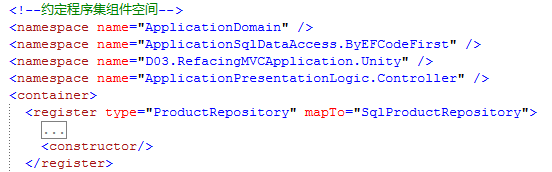 <!--约定程序集组件空间-->
<namespace name="ApplicationDomain" />
<namespace name="ApplicationSqlDataAccess.ByEFCodeFirst" />
<namespace name="D03.RefacingMVCApplication.Unity" />
<namespace name="ApplicationPresentationLogic.Controller" />
<container>
<register type="ProductRepository" mapTo="SqlProductRepository">
...
<constructor/>
</register>